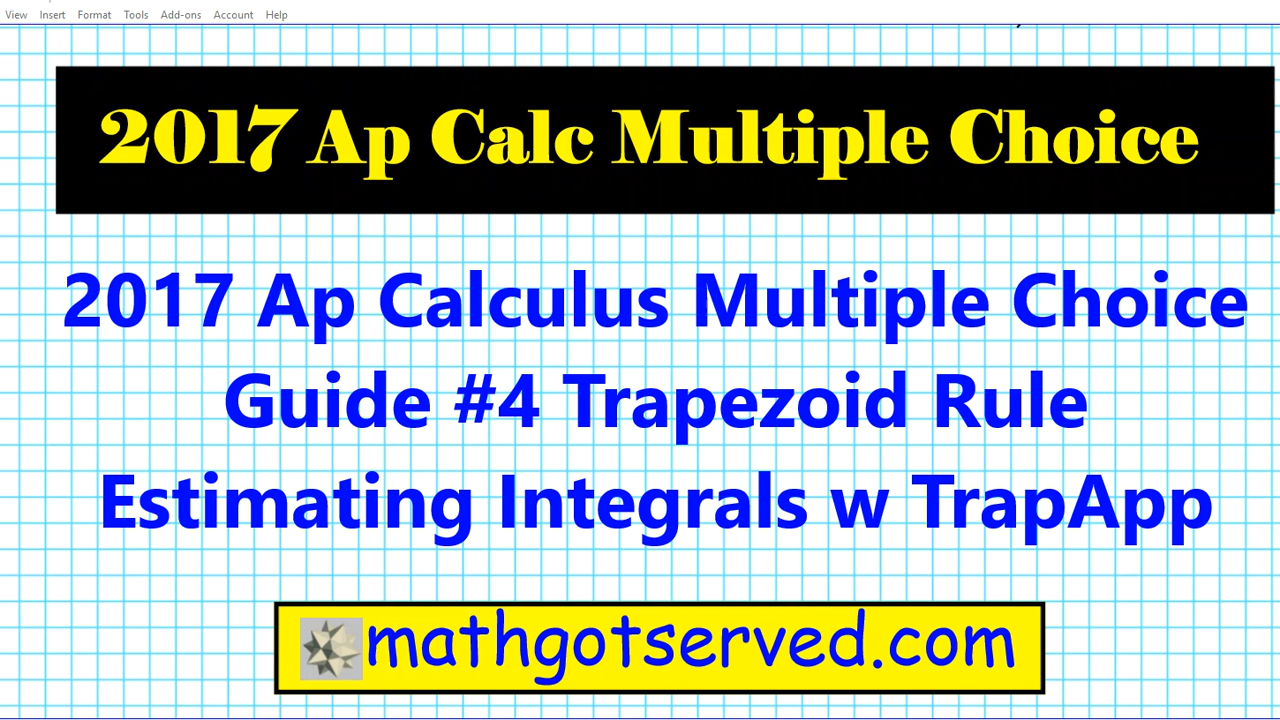 View Insert Format Tools Add-ons Account Help
2017 Ap Calc Multiple Choice
2017 Ap Calculus Multiple Choice
Guide #4 Trapezoid Rule
Estimating Integrals w TrapApp
mathgotserved.com